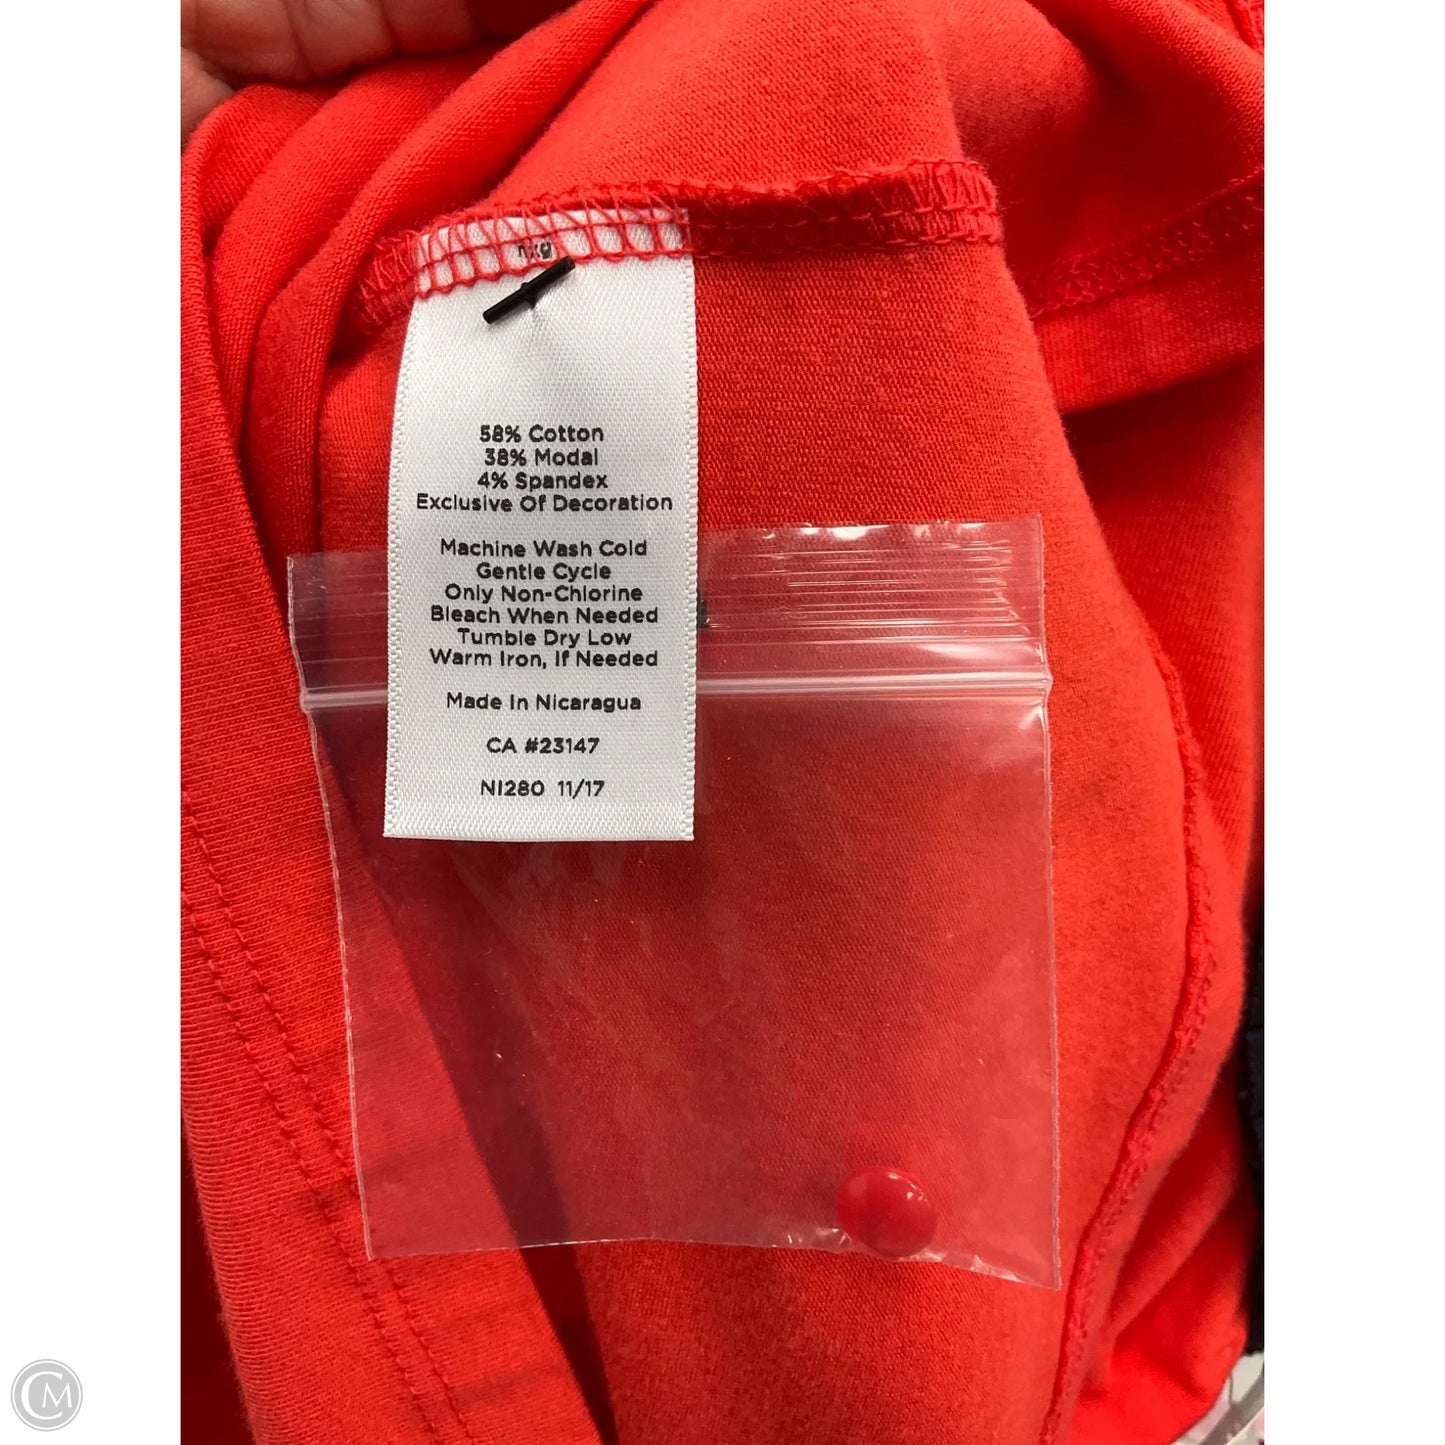 58% Cotton
38% Modal
4% Spandex
Exclusive Of Decoration
Machine Wash Cold
Gentle Cycle
Only Non-Chlorine
Bleach When Needed
Tumble Dry Low
Warm Iron, If Needed
Made In Nicaragua
CA #23147
NI280 11/17
CM